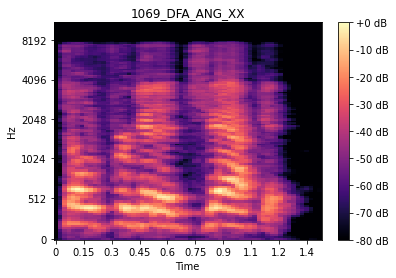 1069_DFA_ANG_XX
+0 dB
8192
-10 dB
4096
-20 dB
-30 dB
2048
Hz
-40 dB
1024
-50 dB
512
-60 dB
-70 dB
0
-80 dB
0 0.15 0.3 0.45 0.6 0.75 0.9 1 1.2 1.4
Time